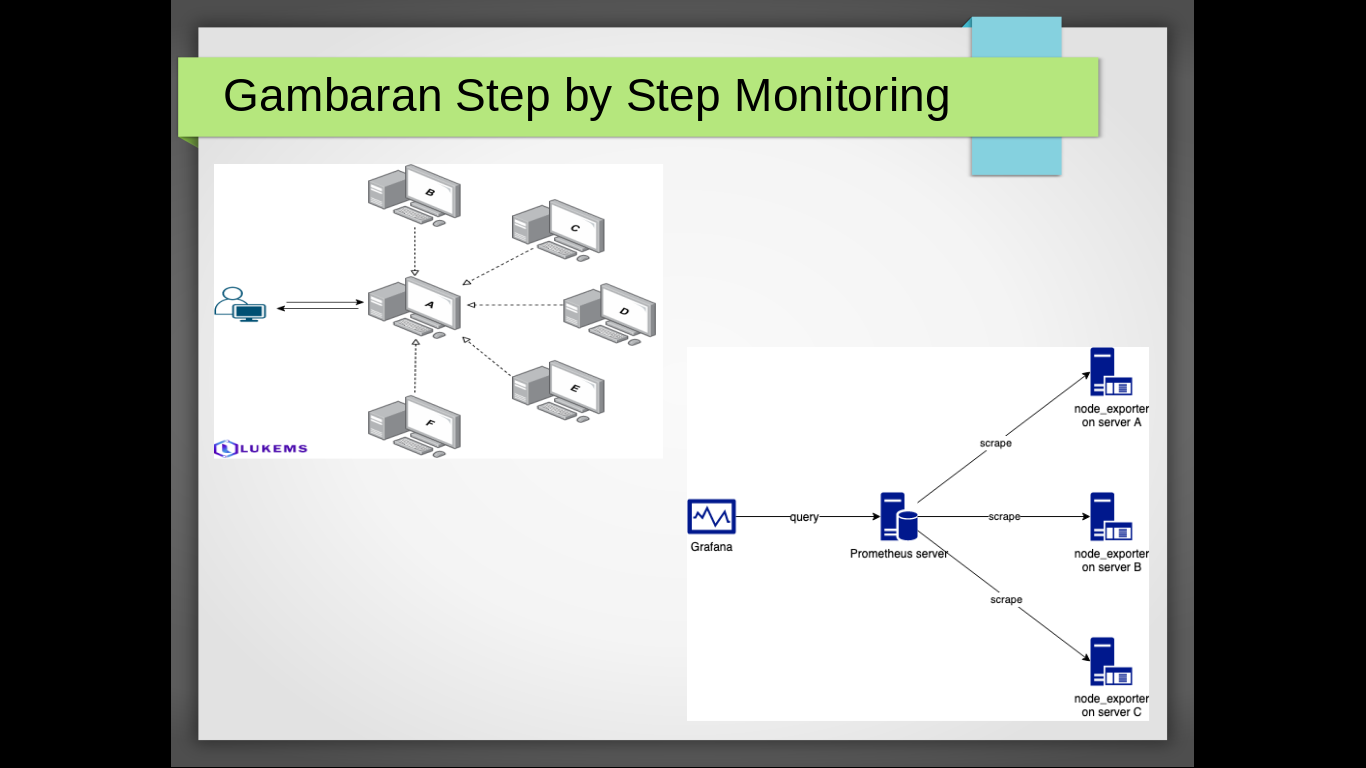 Gambaran Step by Step Monitoring
B
C
A
D
E
F
LUKEMS
node_exporter
on server A
scrape
query
scrape
Grafana
Prometheus server
node_exporter
on server B
scrape
node_exporter
on server C